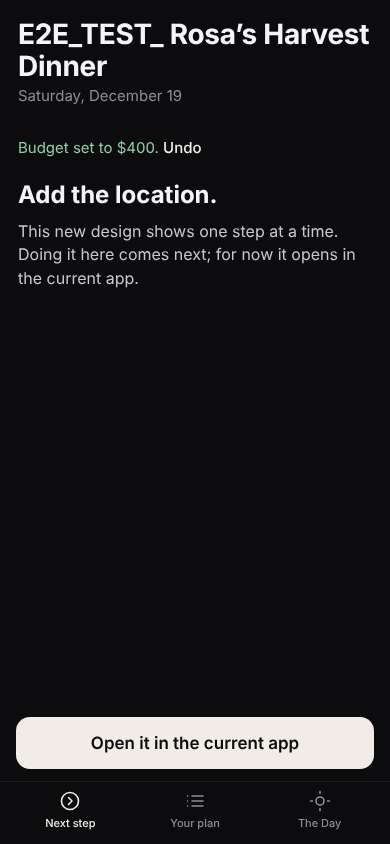 E2E_TEST_ Rosa’s Harvest
Dinner
Saturday, December 19
Budget set to $400. Undo
Add the location.
This new design shows one step at a time.
Doing it here comes next; for now it opens in
the current app.
Open it in the current app
Next step
Your plan
The Day